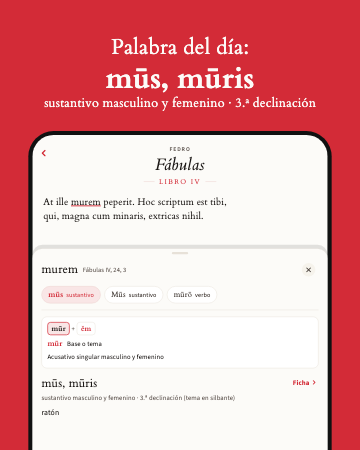 Palabra del día:
mūs, mūris
sustantivo masculino y femenino · 3.ª declinación
FEDRO
Fábulas
LIBRO IV
At ille murem peperit. Hoc scriptum est tibi,
qui, magna cum minaris, extricas nihil.
murem Fábulas IV, 24, 3
mūs sustantivo Mūs sustantivo mūrō verbo
mūr + ĕm
mūr Base o tema
Acusativo singular masculino y femenino
mūs, mūris Ficha
sustantivo masculino y femenino · 3.ª declinación (tema en silbante)
ratón